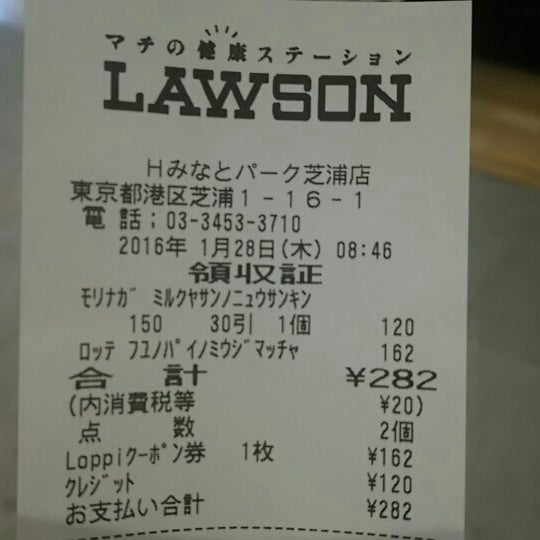 マチの健康ステーション
LAWSON
Hみなとパーク芝浦店
東京都港区芝浦1-16-1
電話;03-3453-3710
2016年 1月28日(木) 08:46
領収証
ﾓﾘﾅｶﾞ ﾐﾙｸﾔｻﾝﾉﾆｭｳｻﾝｷﾝ
150 30引 1個 120
ﾛｯﾃ ﾌﾕﾉﾊﾟｲﾉﾐｳｼﾞﾏｯﾁｬ 162
合 計 ¥282
(内消費税等 ¥20)
点 数 2個
Loppiｸｰﾎﾟﾝ券 1枚 ¥162
ｸﾚｼﾞｯﾄ ¥120
お支払い合計 ¥282